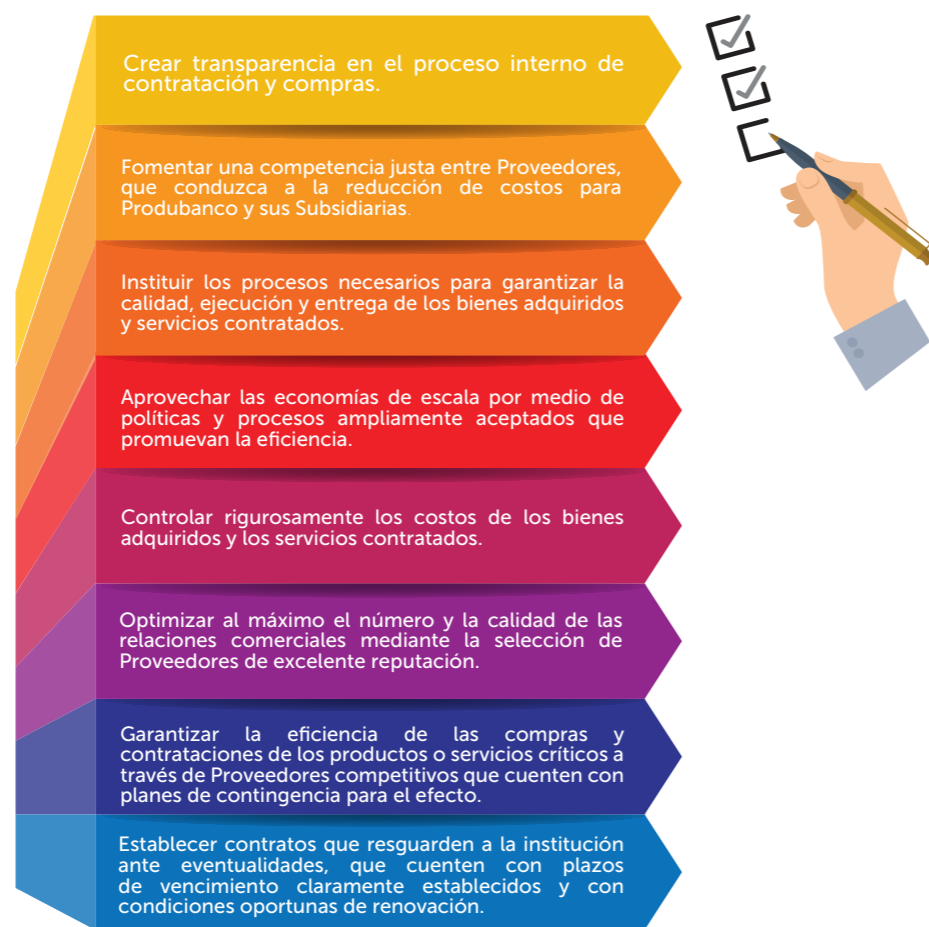 Crear transparencia en el proceso interno de
contratación y compras.
Fomentar una competencia justa entre Proveedores,
que conduzca a la reducción de costos para
Produbanco y sus Subsidiarias.
Instituir los procesos necesarios para garantizar la
calidad, ejecución y entrega de los bienes adquiridos
y servicios contratados.
Aprovechar las economías de escala por medio de
políticas y procesos ampliamente aceptados que
promuevan la eficiencia.
Controlar rigurosamente los costos de los bienes
adquiridos y los servicios contratados.
Optimizar al máximo el número y la calidad de las
relaciones comerciales mediante la selección de
Proveedores de excelente reputación.
Garantizar la eficiencia de las compras y
contrataciones de los productos o servicios críticos a
través de Proveedores competitivos que cuenten con
planes de contingencia para el efecto.
Establecer contratos que resguarden a la institución
ante eventualidades, que cuenten con plazos
de vencimiento claramente establecidos y con
condiciones oportunas de renovación.